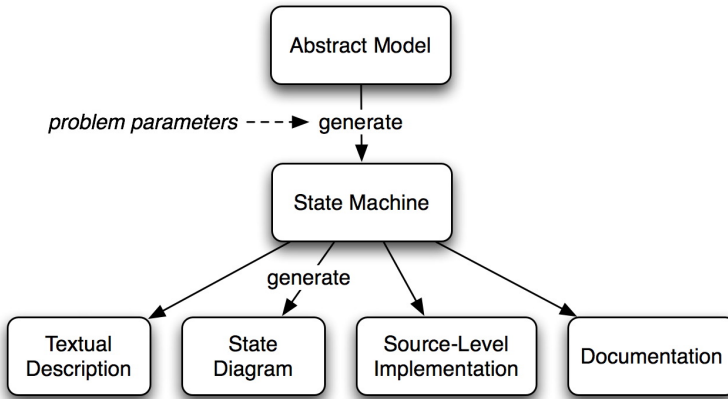 Abstract Model
problem parameters
generate
State Machine
generate
Textual
Description
State
Diagram
Source-Level
Implementation
Documentation